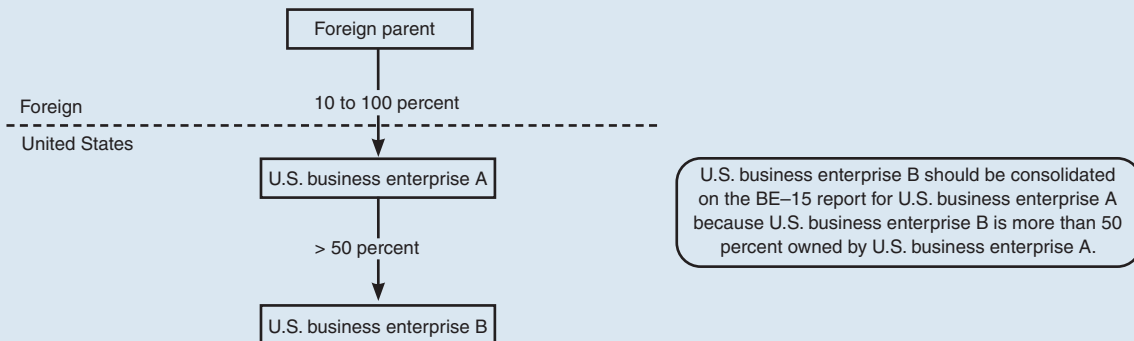 Foreign parent
10 to 100 percent
Foreign
United States
U.S. business enterprise A
U.S. business enterprise B should be consolidated
on the BE–15 report for U.S. business enterprise A
because U.S. business enterprise B is more than 50
percent owned by U.S. business enterprise A.
> 50 percent
U.S. business enterprise B